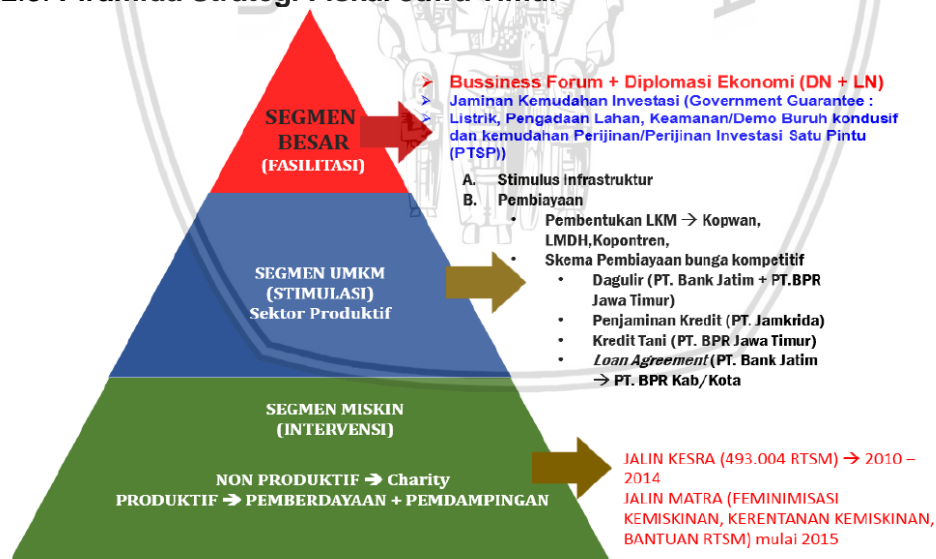 SEGMEN
BESAR
(FASILITASI)
➢ Bussiness Forum + Diplomasi Ekonomi (DN + LN)
➢ Jaminan Kemudahan Investasi (Government Guarantee :
➢ Listrik, Pengadaan Lahan, Keamanan/Demo Buruh kondusif
dan kemudahan Perijinan/Perijinan Investasi Satu Pintu
(PTSP))
SEGMEN UMKM
(STIMULASI)
Sektor Produktif
A. Stimulus infrastruktur
B. Pembiayaan
• Pembentukan LKM → Kopwan,
LMDH,Kopontren,
• Skema Pembiayaan bunga kompetitif
• Dagulir (PT. Bank Jatim + PT.BPR
Jawa Timur)
• Penjaminan Kredit (PT. Jamkrida)
• Kredit Tani (PT. BPR Jawa Timur)
• Loan Agreement (PT. Bank Jatim
→ PT. BPR Kab/Kota
SEGMEN MISKIN
(INTERVENSI)
NON PRODUKTIF ➔ Charity
PRODUKTIF ➔ PEMBERDAYAAN + PEMDAMPINGAN
JALIN KESRA (493.004 RTSM) → 2010 –
2014
JALIN MATRA (FEMINIMISASI
KEMISKINAN, KERENTANAN KEMISKINAN,
BANTUAN RTSM) mulai 2015